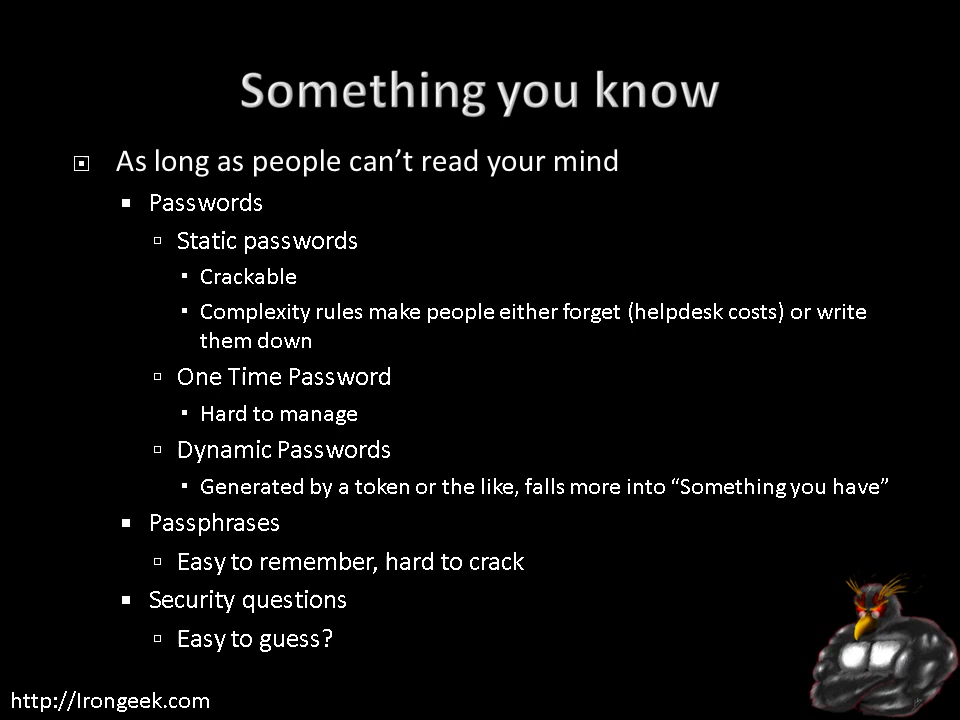 Something you know
As long as people can’t read your mind
Passwords
Static passwords
Crackable
Complexity rules make people either forget (helpdesk costs) or write
them down
One Time Password
Hard to manage
Dynamic Passwords
Generated by a token or the like, falls more into “Something you have”
Passphrases
Easy to remember, hard to crack
Security questions
Easy to guess?
http://Irongeek.com